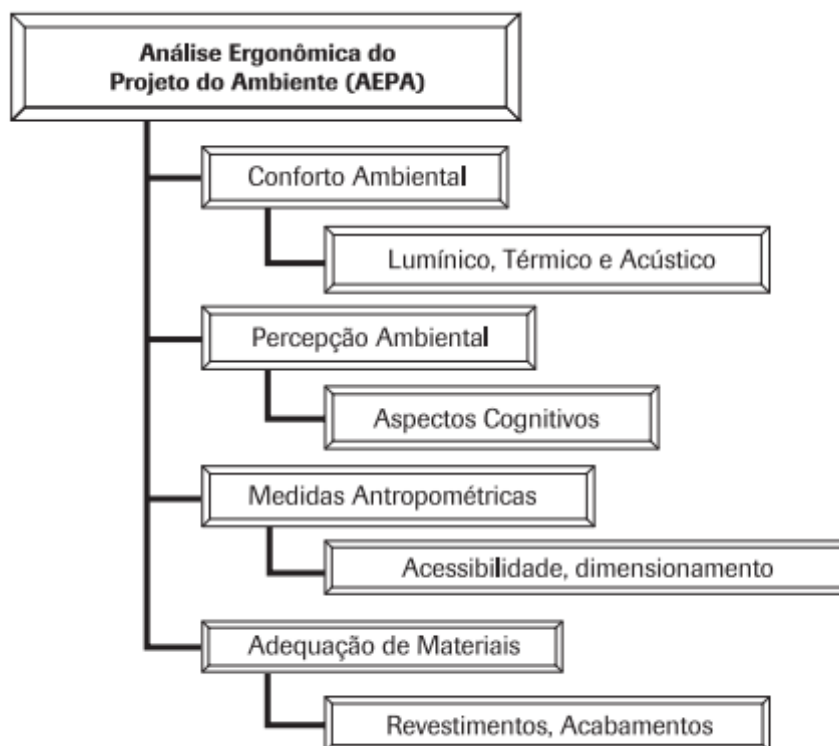 Análise Ergonômica do
Projeto do Ambiente (AEPA)
Conforto Ambiental
Lumínico, Térmico e Acústico
Percepção Ambiental
Aspectos Cognitivos
Medidas Antropométricas
Acessibilidade, dimensionamento
Adequação de Materiais
Revestimentos, Acabamentos